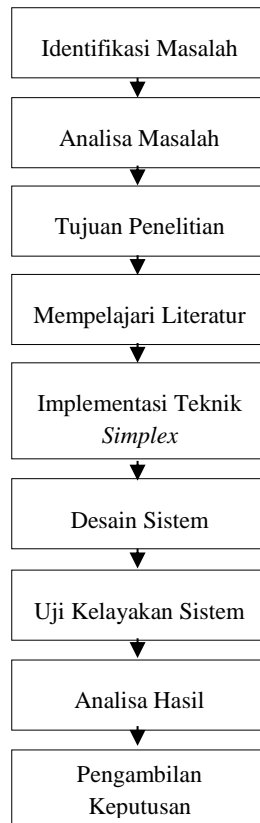 Identifikasi Masalah
Analisa Masalah
Tujuan Penelitian
Mempelajari Literatur
Implementasi Teknik
Simplex
Desain Sistem
Uji Kelayakan Sistem
Analisa Hasil
Pengambilan
Keputusan